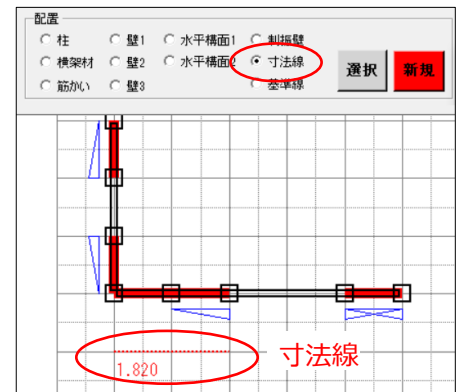 配置
柱 壁1 水平構面1 制振壁
横架材 壁2 水平構面2 寸法線
筋かい 壁3 基準線
選択 新規
寸法線
1.820